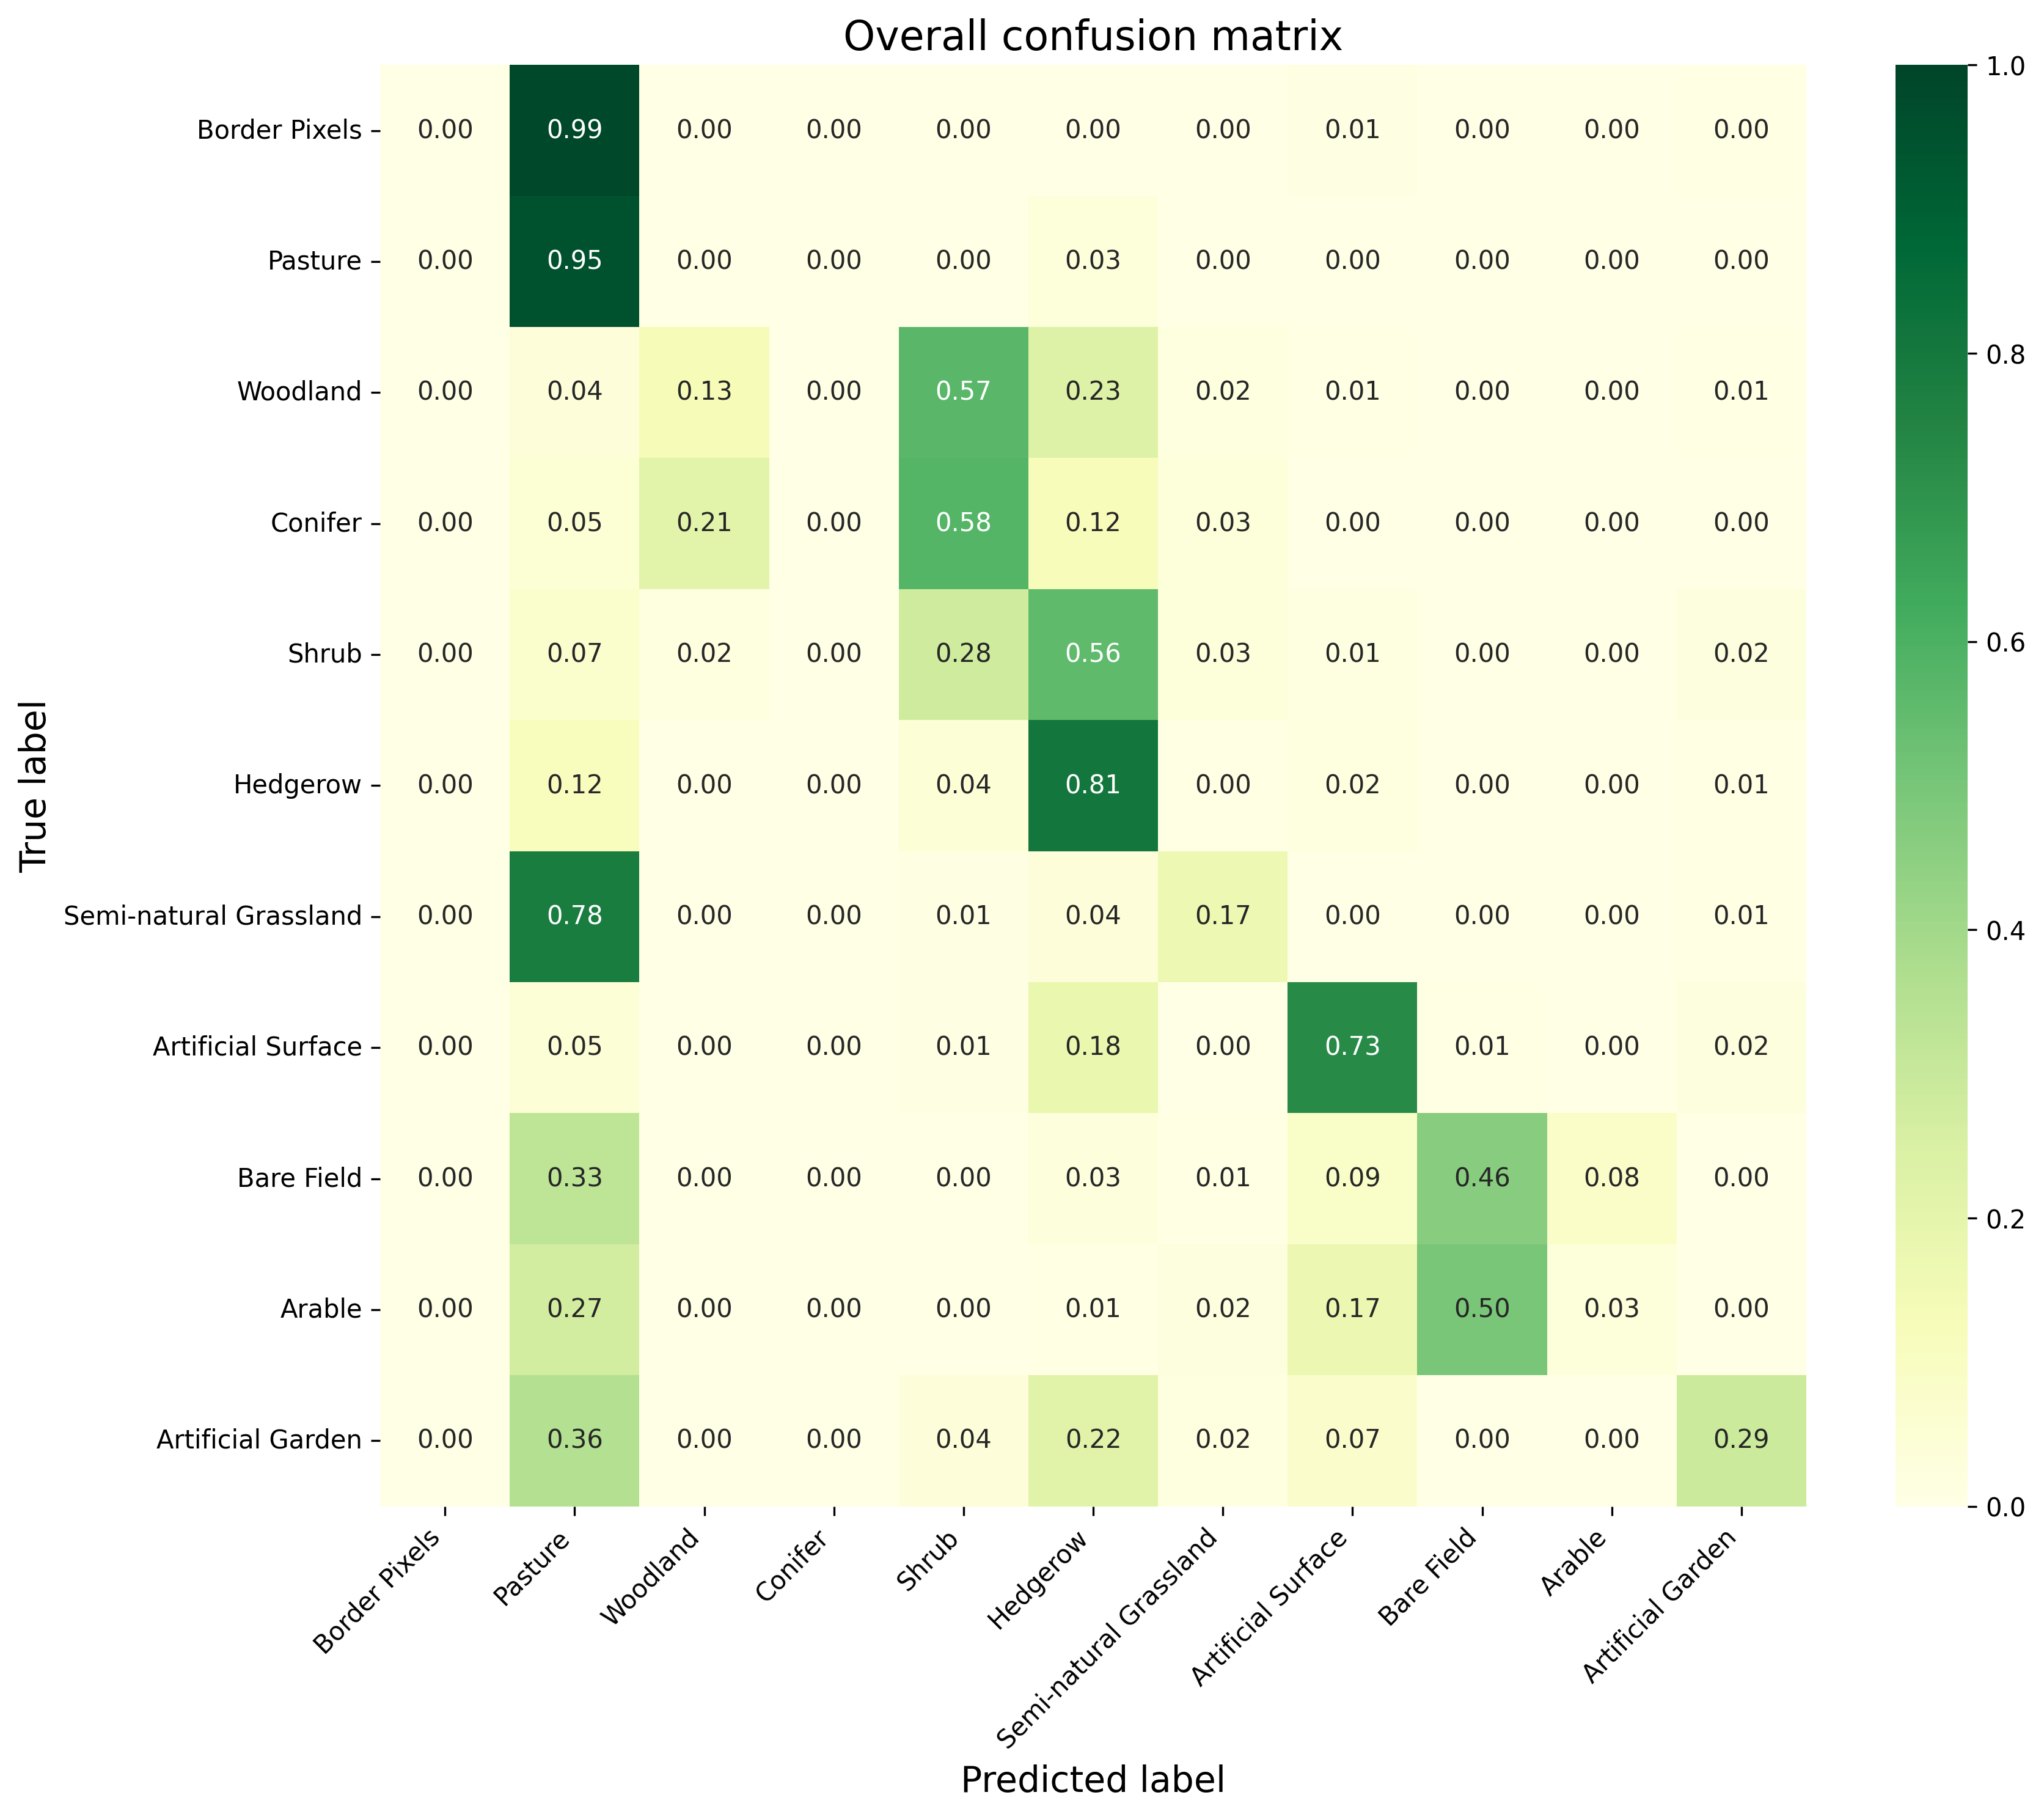 Overall confusion matrix
Border Pixels 0.00 0.99 0.00 0.00 0.00 0.00 0.00 0.01 0.00 0.00 0.00
Pasture 0.00 0.95 0.00 0.00 0.00 0.03 0.00 0.00 0.00 0.00 0.00
Woodland 0.00 0.04 0.13 0.00 0.57 0.23 0.02 0.01 0.00 0.00 0.01
Conifer 0.00 0.05 0.21 0.00 0.58 0.12 0.03 0.00 0.00 0.00 0.00
Shrub 0.00 0.07 0.02 0.00 0.28 0.56 0.03 0.01 0.00 0.00 0.02
Hedgerow 0.00 0.12 0.00 0.00 0.04 0.81 0.00 0.02 0.00 0.00 0.01
Semi-natural Grassland 0.00 0.78 0.00 0.00 0.01 0.04 0.17 0.00 0.00 0.00 0.01
Artificial Surface 0.00 0.05 0.00 0.00 0.01 0.18 0.00 0.73 0.01 0.00 0.02
Bare Field 0.00 0.33 0.00 0.00 0.00 0.03 0.01 0.09 0.46 0.08 0.00
Arable 0.00 0.27 0.00 0.00 0.00 0.01 0.02 0.17 0.50 0.03 0.00
Artificial Garden 0.00 0.36 0.00 0.00 0.04 0.22 0.02 0.07 0.00 0.00 0.29
True label
Border Pixels
Pasture
Woodland
Conifer
Shrub
Hedgerow
Semi-natural Grassland
Artificial Surface
Bare Field
Arable
Artificial Garden
Predicted label
1.0
0.8
0.6
0.4
0.2
0.0